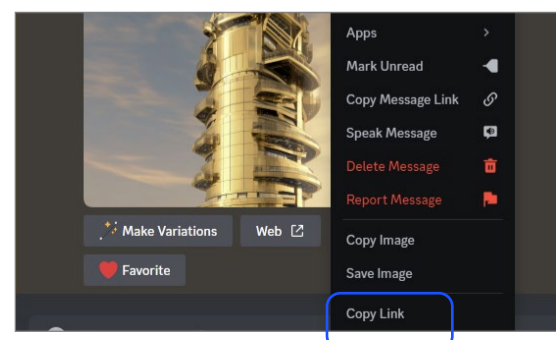 Apps
Mark Unread
Copy Message Link
Speak Message
Delete Message
Report Message
Make Variations
Web
Copy Image
Favorite
Save Image
Copy Link